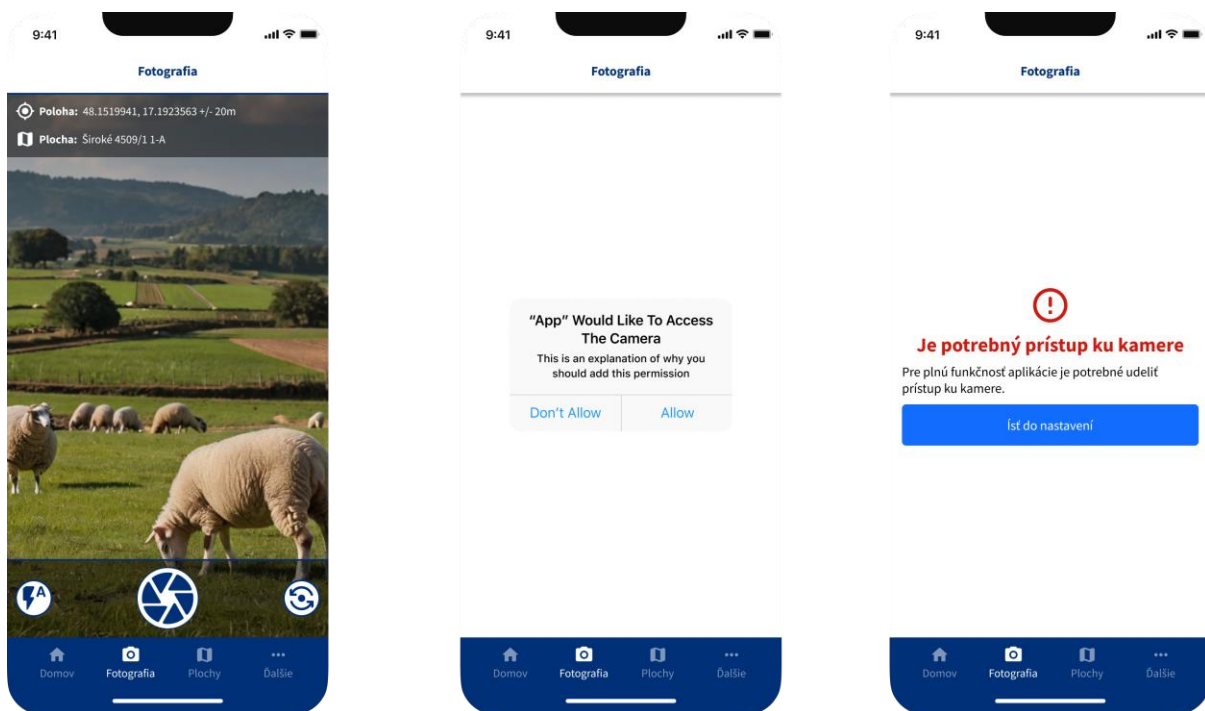 9:41
Fotografia
Poloha: 48.1519941, 17.1923563 +/- 20m
Plocha: Široké 4509/1 1-A
A
Domov Fotografia Plochy Ďalšie
9:41
Fotografia
“App” Would Like To Access
The Camera
This is an explanation of why you
should add this permission
Don't Allow Allow
Domov Fotografia Plochy Ďalšie
9:41
Fotografia
Je potrebný prístup ku kamere
Pre plnú funkčnosť aplikácie je potrebné udeliť
prístup ku kamere.
Ísť do nastavení
Domov Fotografia Plochy Ďalšie